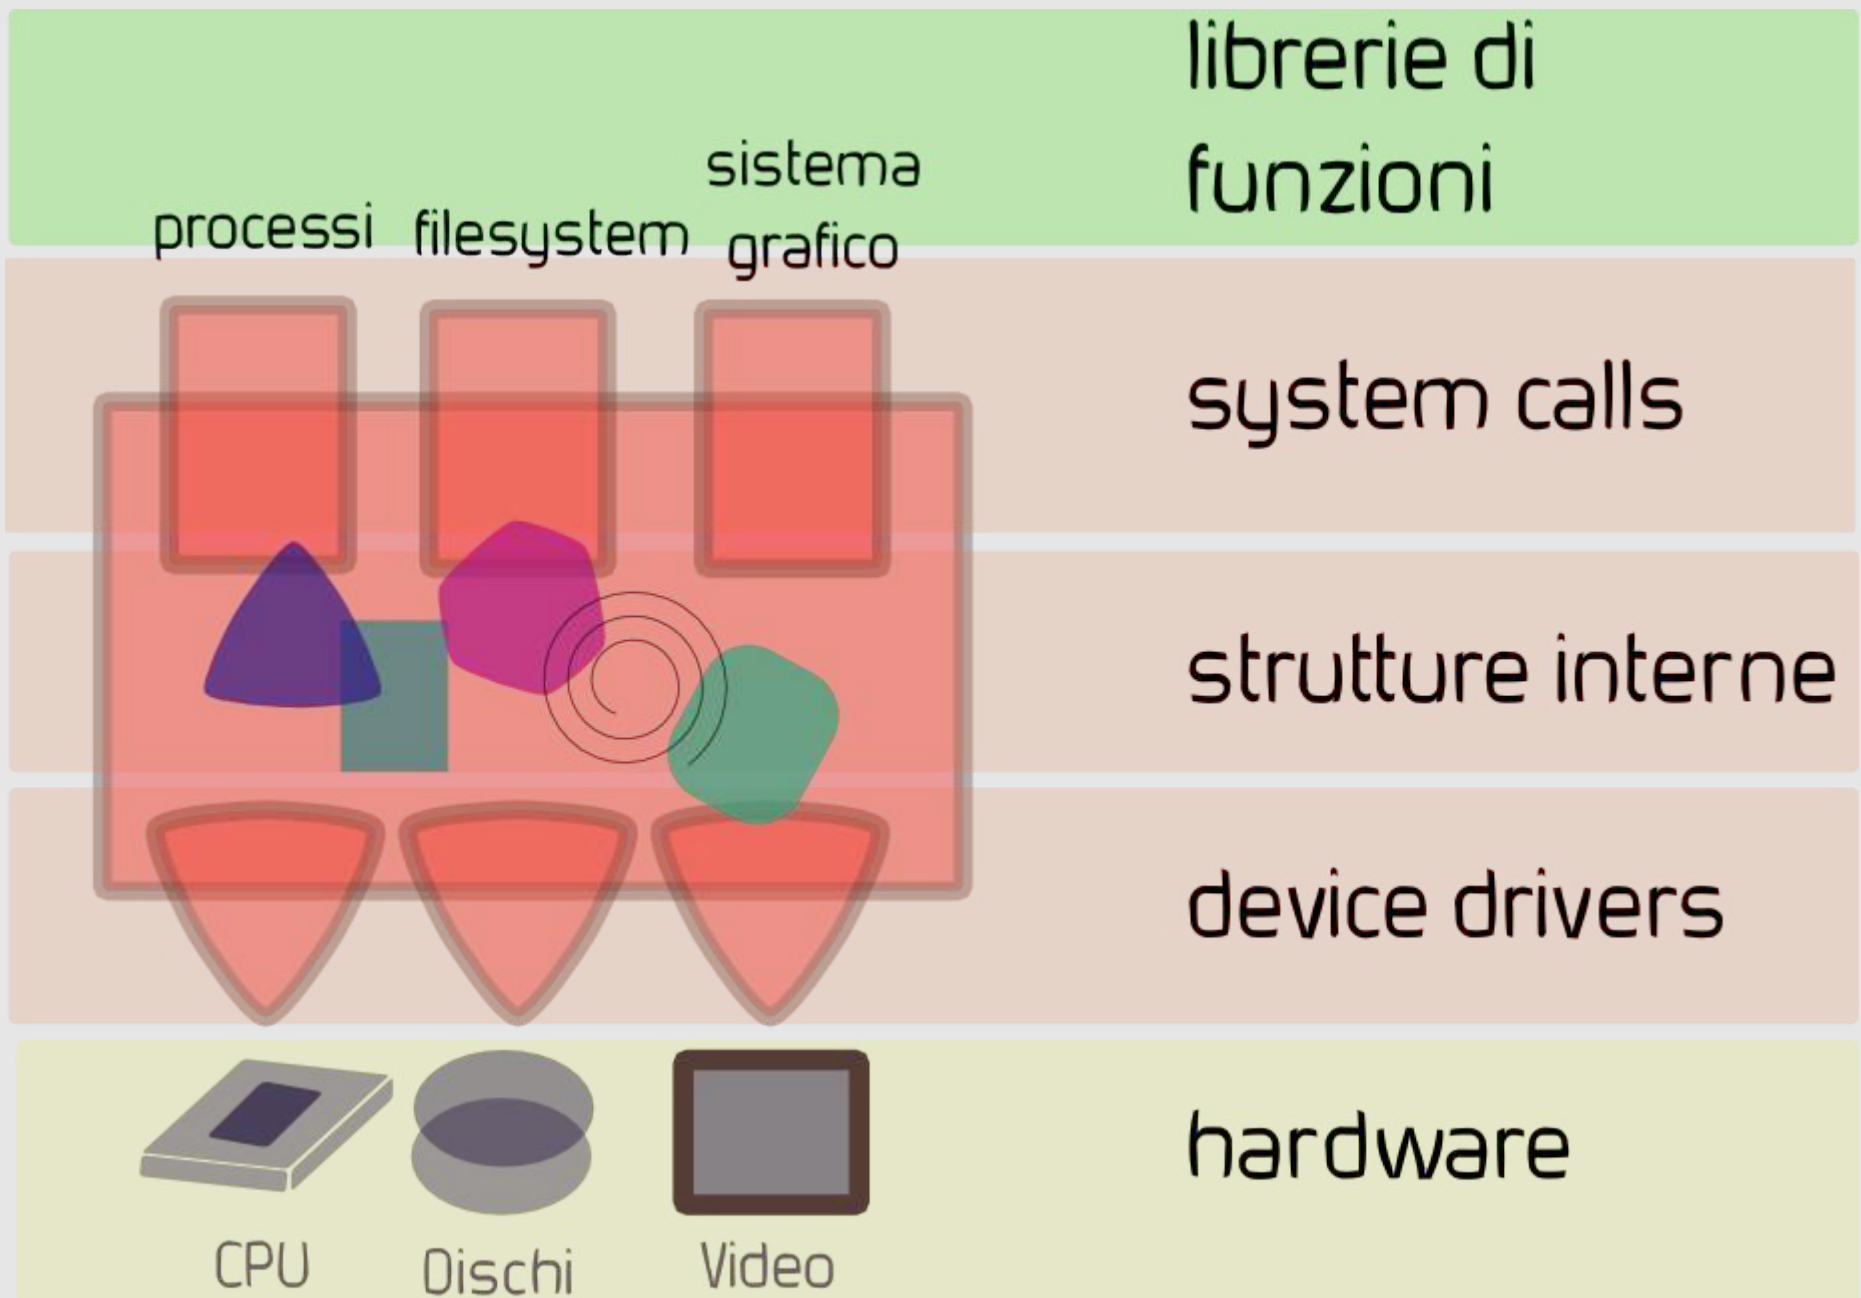 librerie di
funzioni
processi
filesystem
sistema
grafico
system calls
strutture interne
device drivers
hardware
CPU
Dischi
Video